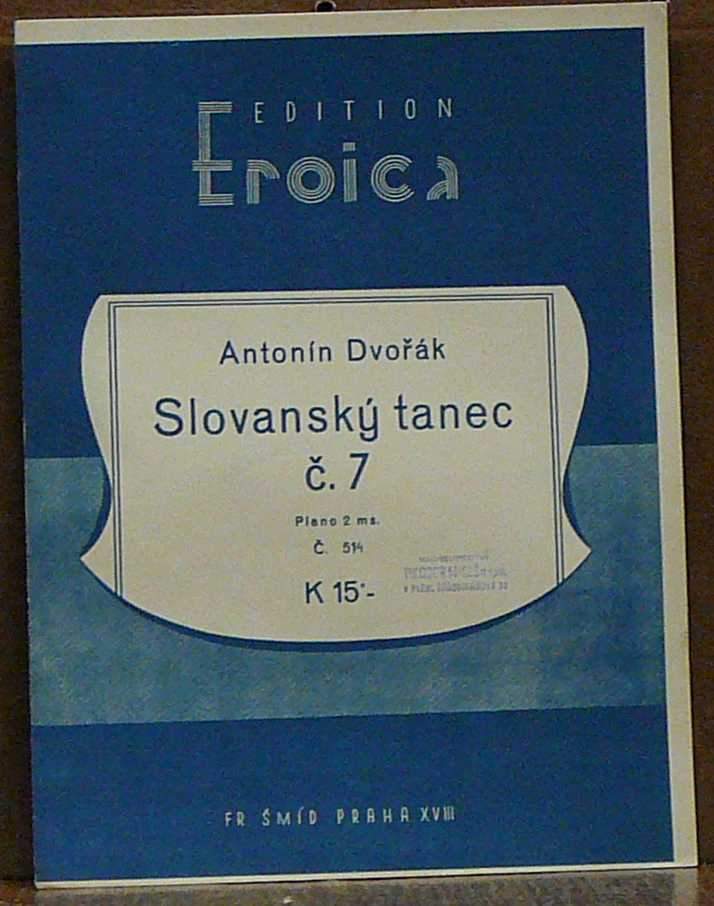 EDITION
Eroica
Antonín Dvořák
Slovanský tanec
č. 7
Piano 2 ms.
Č. 514
K 15·-
FR ŠMÍD PRAHA XVIII